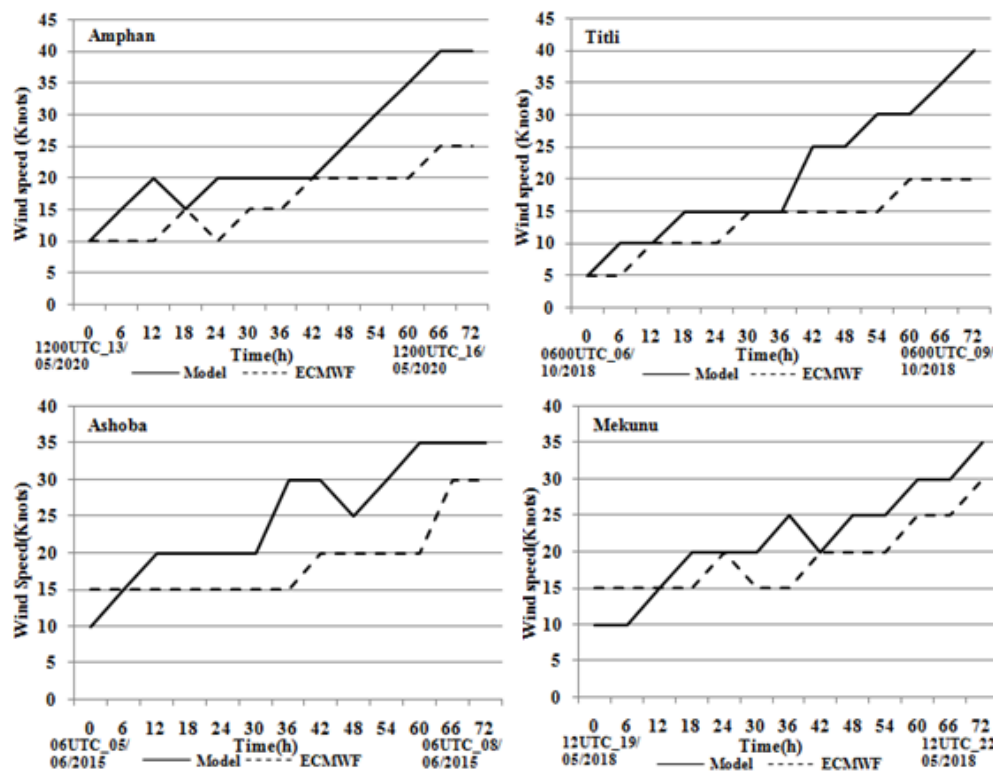 Amphan
Wind speed (Knots)
45
40
35
30
25
20
15
10
5
0
0 6 12 18 24 30 36 42 48 54 60 66 72
1200UTC_13/
05/2020
Time(h)
1200UTC_16/
05/2020
Model ECMWF
Titli
Wind speed (Knots)
45
40
35
30
25
20
15
10
5
0
0 6 12 18 24 30 36 42 48 54 60 66 72
0600UTC_06/
10/2018
Time(h)
0600UTC_09/
10/2018
Model ECMWF
Ashoba
Wind Speed(Knots)
40
35
30
25
20
15
10
5
0
0 6 12 18 24 30 36 42 48 54 60 66 72
06UTC_05/
06/2015
Time(h)
06UTC_08/
06/2015
Model ECMWF
Mekunu
Wind speed(Knots)
40
35
30
25
20
15
10
5
0
0 6 12 18 24 30 36 42 48 54 60 66 72
12UTC_19/
05/2018
Time(h)
12UTC_22/
05/2018
Model ECMWF